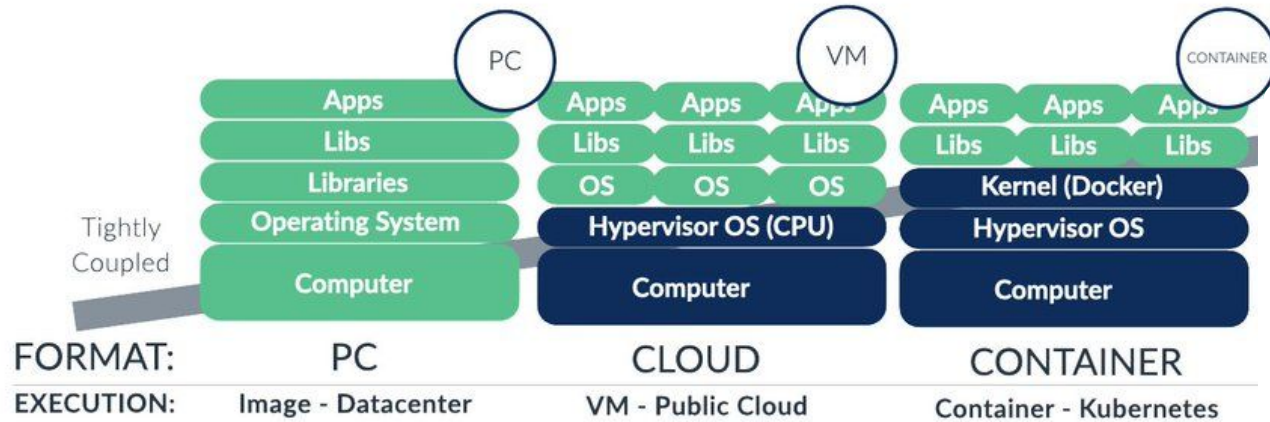 PC
VM
CONTAINER
Apps
Libs
Libraries
Operating System
Computer
Apps Apps Apps
Libs Libs Libs
OS OS OS
Hypervisor OS (CPU)
Computer
Apps Apps Apps
Libs Libs Libs
Kernel (Docker)
Hypervisor OS
Computer
Tightly
Coupled
FORMAT: PC CLOUD CONTAINER
EXECUTION: Image - Datacenter VM - Public Cloud Container - Kubernetes